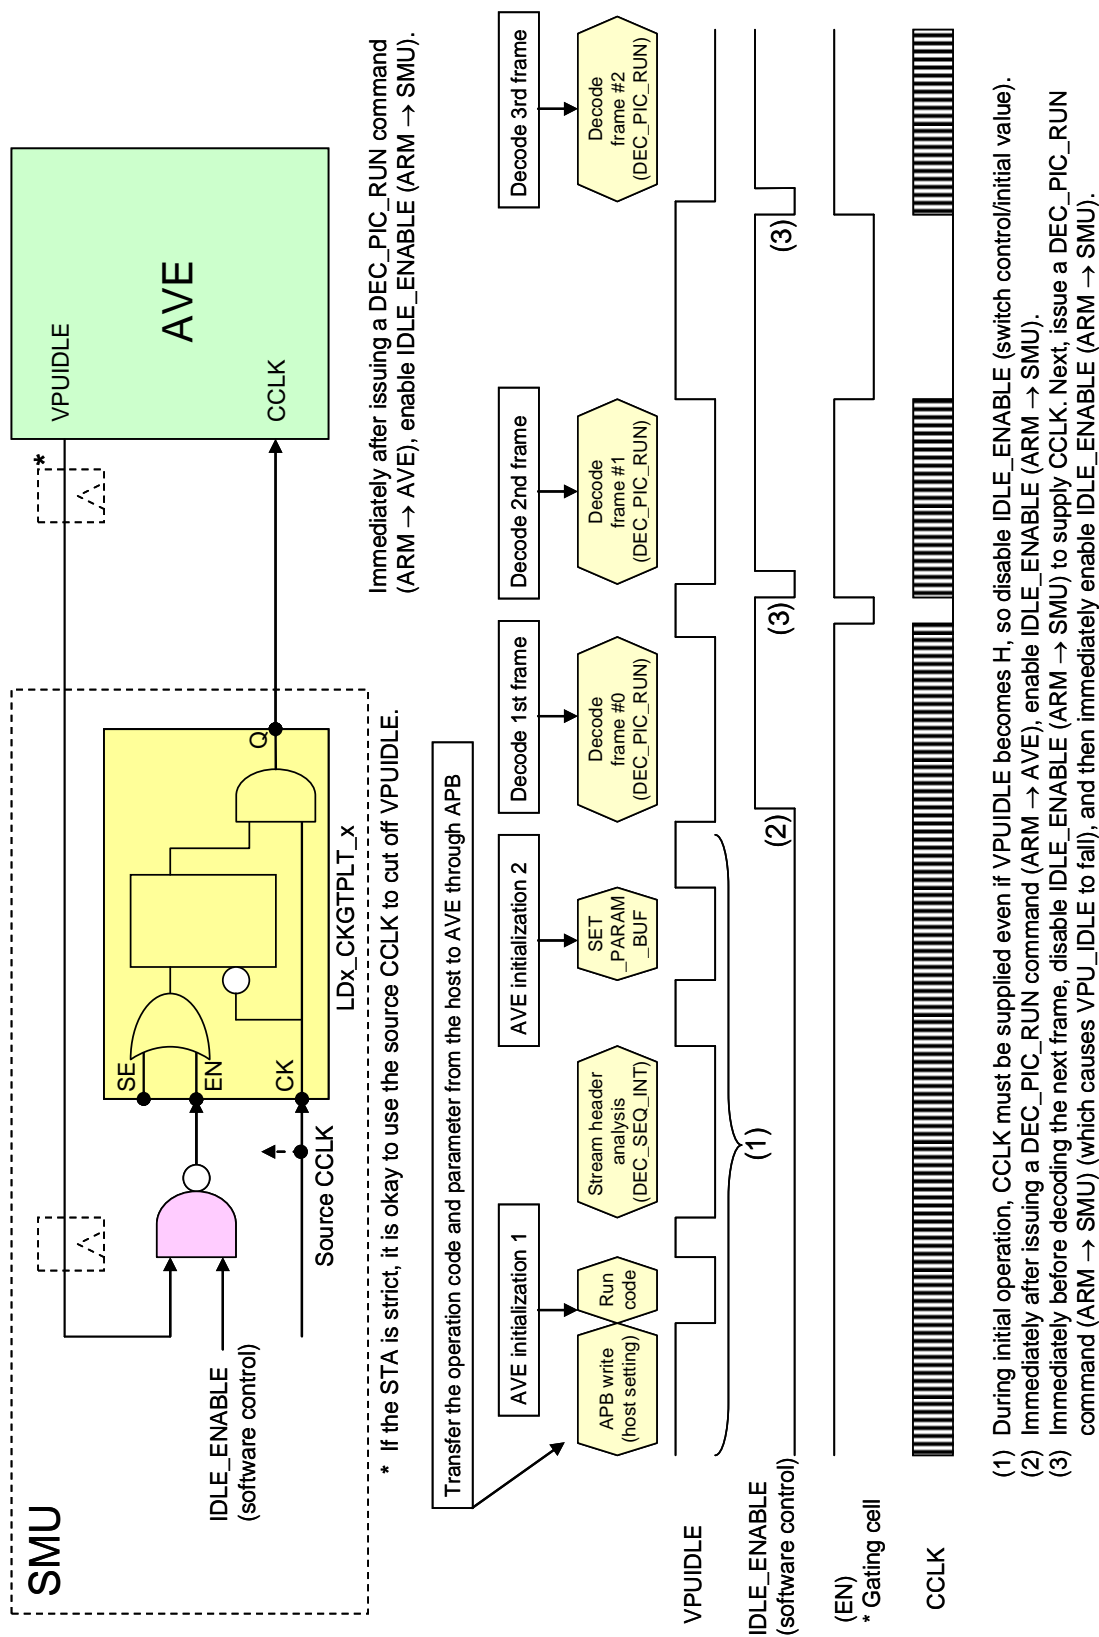 SMU
AVE
VPUIDLE
CCLK
*
IDLE_ENABLE
(software control)
Source CCLK
SE
EN
CK
Q
LDx_CKGTPLT_x
* If the STA is strict, it is okay to use the source CCLK to cut off VPUIDLE.
Immediately after issuing a DEC_PIC_RUN command
(ARM → AVE), enable IDLE_ENABLE (ARM → SMU).
Transfer the operation code and parameter from the host to AVE through APB
AVE initialization 1
AVE initialization 2
Decode 1st frame
Decode 2nd frame
Decode 3rd frame
APB write
(host setting)
Run
code
Stream header
analysis
(DEC_SEQ_INT)
SET
_PARAM
_BUF
Decode
frame #0
(DEC_PIC_RUN)
Decode
frame #1
(DEC_PIC_RUN)
Decode
frame #2
(DEC_PIC_RUN)
VPUIDLE
(1)
IDLE_ENABLE
(software control)
(2)
(3)
(3)
(EN)
* Gating cell
CCLK
(1) During initial operation, CCLK must be supplied even if VPUIDLE becomes H, so disable IDLE_ENABLE (switch control/initial value).
(2) Immediately after issuing a DEC_PIC_RUN command (ARM → AVE), enable IDLE_ENABLE (ARM → SMU).
(3) Immediately before decoding the next frame, disable IDLE_ENABLE (ARM → SMU) to supply CCLK. Next, issue a DEC_PIC_RUN
command (ARM → SMU) (which causes VPU_IDLE to fall), and then immediately enable IDLE_ENABLE (ARM → SMU).